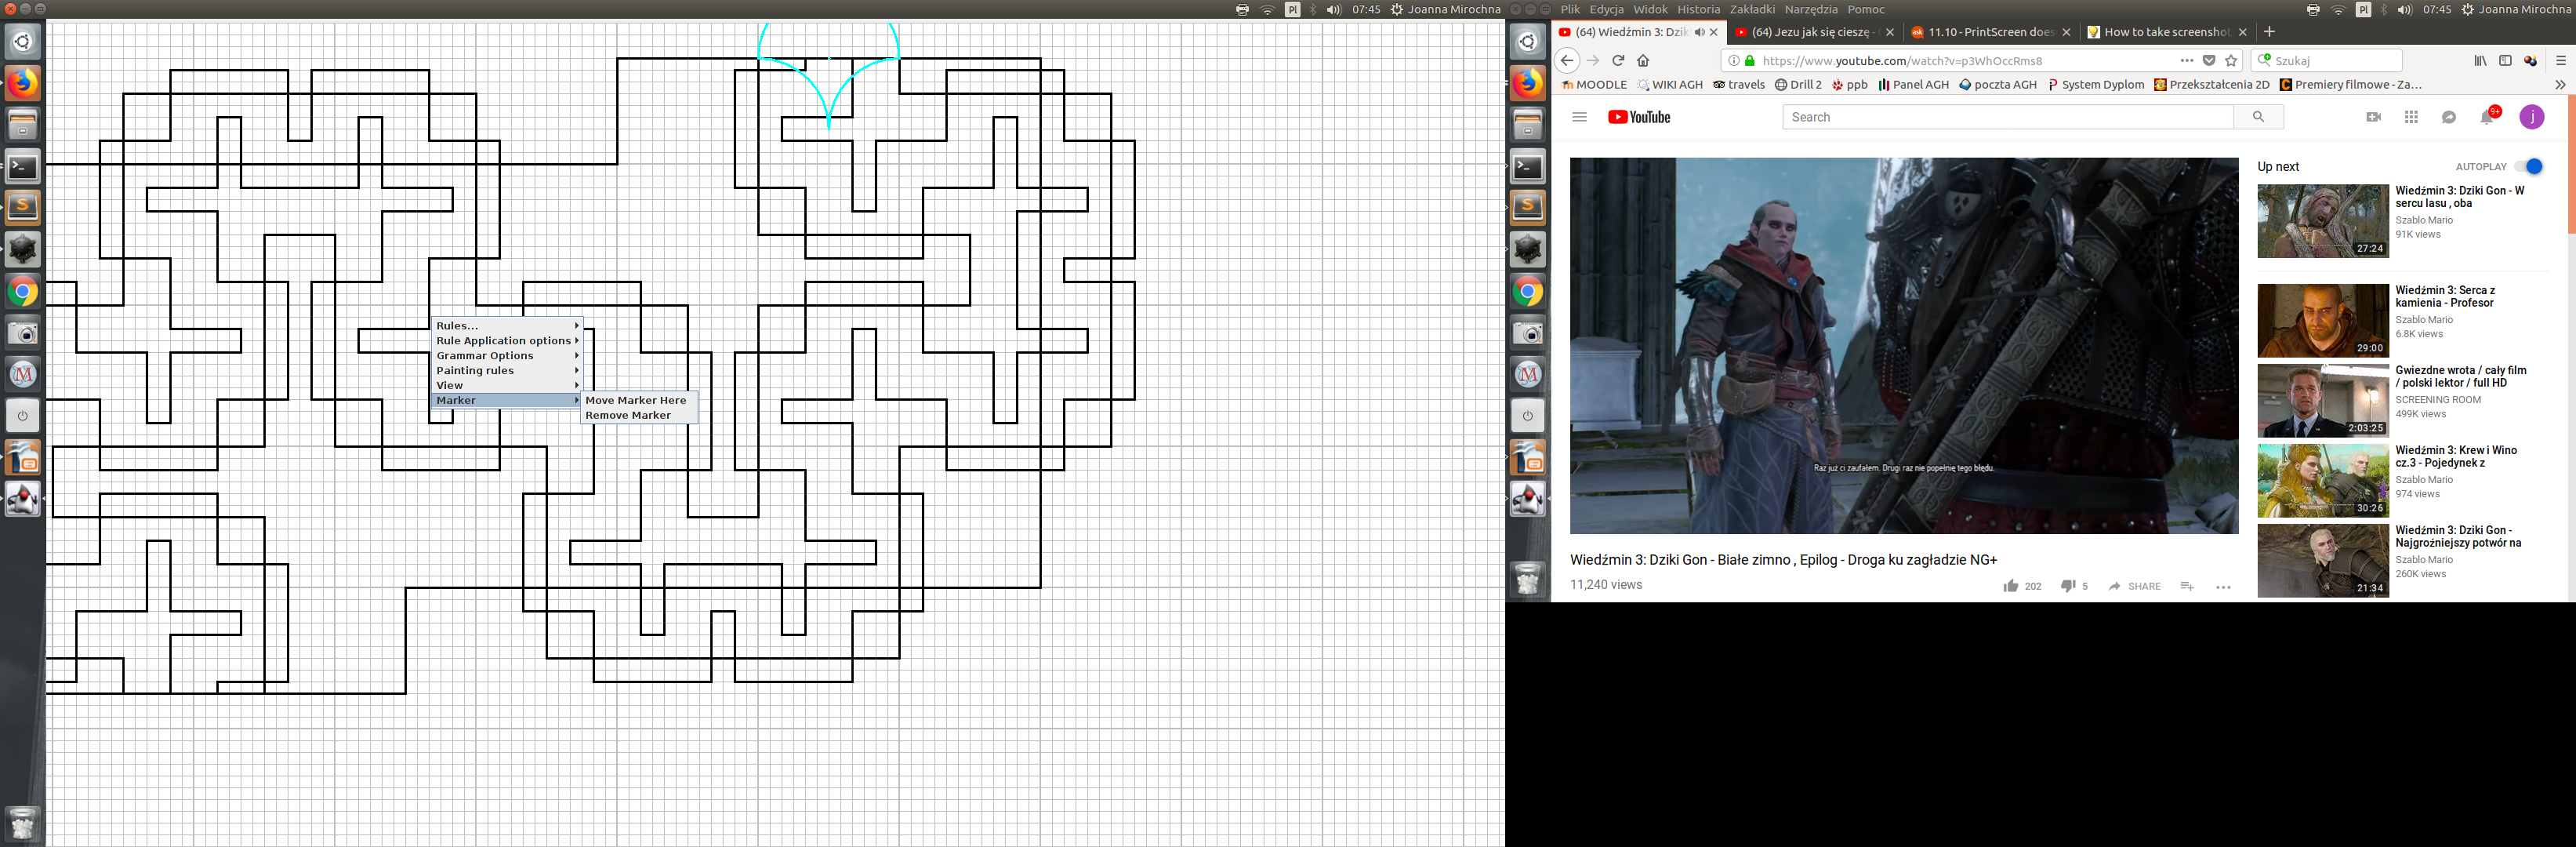 Pl
07:45
Joanna Mirochna
Rules...
Rule Application options
Grammar Options
Painting rules
View
Marker
Move Marker Here
Remove Marker
Plik Edycja Widok Historia Zakładki Narzędzia Pomoc
Pl
07:45
Joanna Mirochna
(64) Wiedźmin 3: Dzik
(64) Jezu jak się cieszę -
11.10 - PrintScreen does
How to take screenshot
https://www.youtube.com/watch?v=p3WhOccRms8
Szukaj
MOODLE
WIKI AGH
travels
Drill 2
ppb
Panel AGH
poczta AGH
System Dyplom
Przekształcenia 2D
Premiery filmowe - Za...
YouTube
Search
9+
j
Raz już ci zaufałem. Drugi raz nie popełnię tego błędu.
Wiedźmin 3: Dziki Gon - Białe zimno , Epilog - Droga ku zagładzie NG+
11,240 views
202
5
SHARE
Up next
AUTOPLAY
Wiedźmin 3: Dziki Gon - W
sercu lasu , oba
Szablo Mario
91K views
27:24
Wiedźmin 3: Serca z
kamienia - Profesor
Szablo Mario
6.8K views
29:00
Gwiezdne wrota / cały film
/ polski lektor / full HD
SCREENING ROOM
499K views
2:03:25
Wiedźmin 3: Krew i Wino
cz.3 - Pojedynek z
Szablo Mario
974 views
30:26
Wiedźmin 3: Dziki Gon -
Najgroźniejszy potwór na
Szablo Mario
260K views
21:34